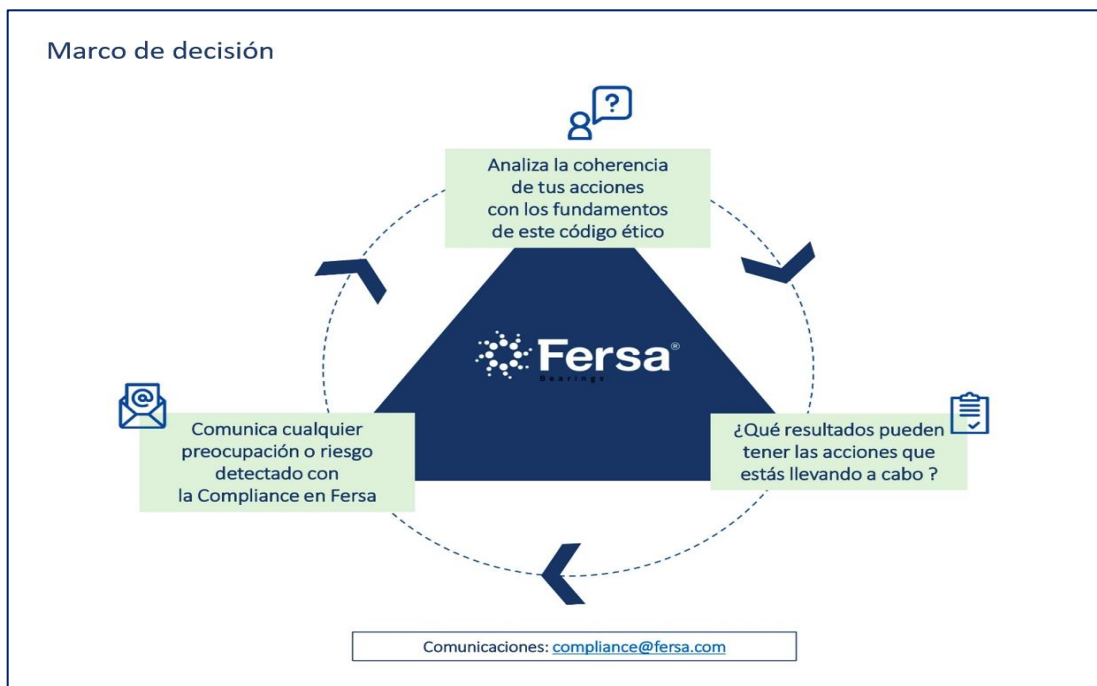 Marco de decisión
?
Analiza la coherencia
de tus acciones
con los fundamentos
de este código ético
Fersa®
Bearings
@
Comunica cualquier
preocupación o riesgo
detectado con
la Compliance en Fersa
¿Qué resultados pueden
tener las acciones que
estás llevando a cabo ?
Comunicaciones: compliance@fersa.com